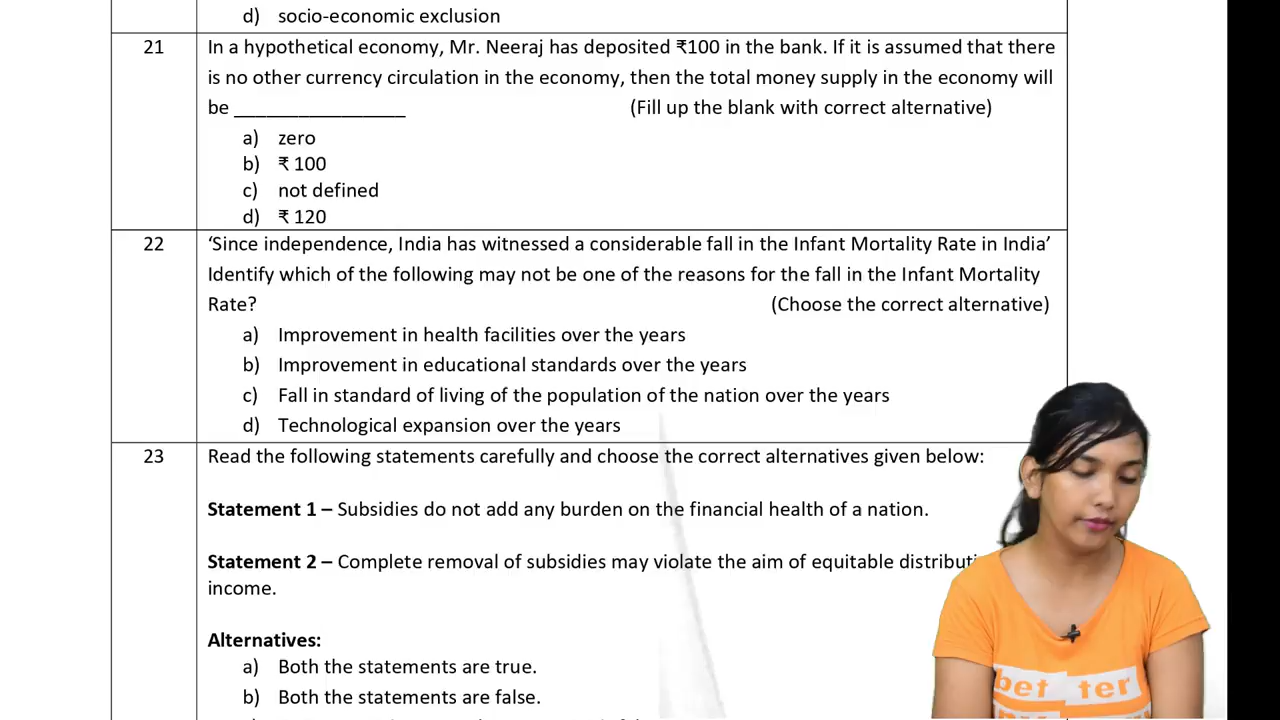 d) socio-economic exclusion
21 In a hypothetical economy, Mr. Neeraj has deposited ₹100 in the bank. If it is assumed that there
is no other currency circulation in the economy, then the total money supply in the economy will
be ________________ (Fill up the blank with correct alternative)
a) zero
b) ₹ 100
c) not defined
d) ₹ 120
22 ‘Since independence, India has witnessed a considerable fall in the Infant Mortality Rate in India’
Identify which of the following may not be one of the reasons for the fall in the Infant Mortality
Rate? (Choose the correct alternative)
a) Improvement in health facilities over the years
b) Improvement in educational standards over the years
c) Fall in standard of living of the population of the nation over the years
d) Technological expansion over the years
23 Read the following statements carefully and choose the correct alternatives given below:
Statement 1 – Subsidies do not add any burden on the financial health of a nation.
Statement 2 – Complete removal of subsidies may violate the aim of equitable
income.
Alternatives:
a) Both the statements are true.
b) Both the statements are false.
bet ter